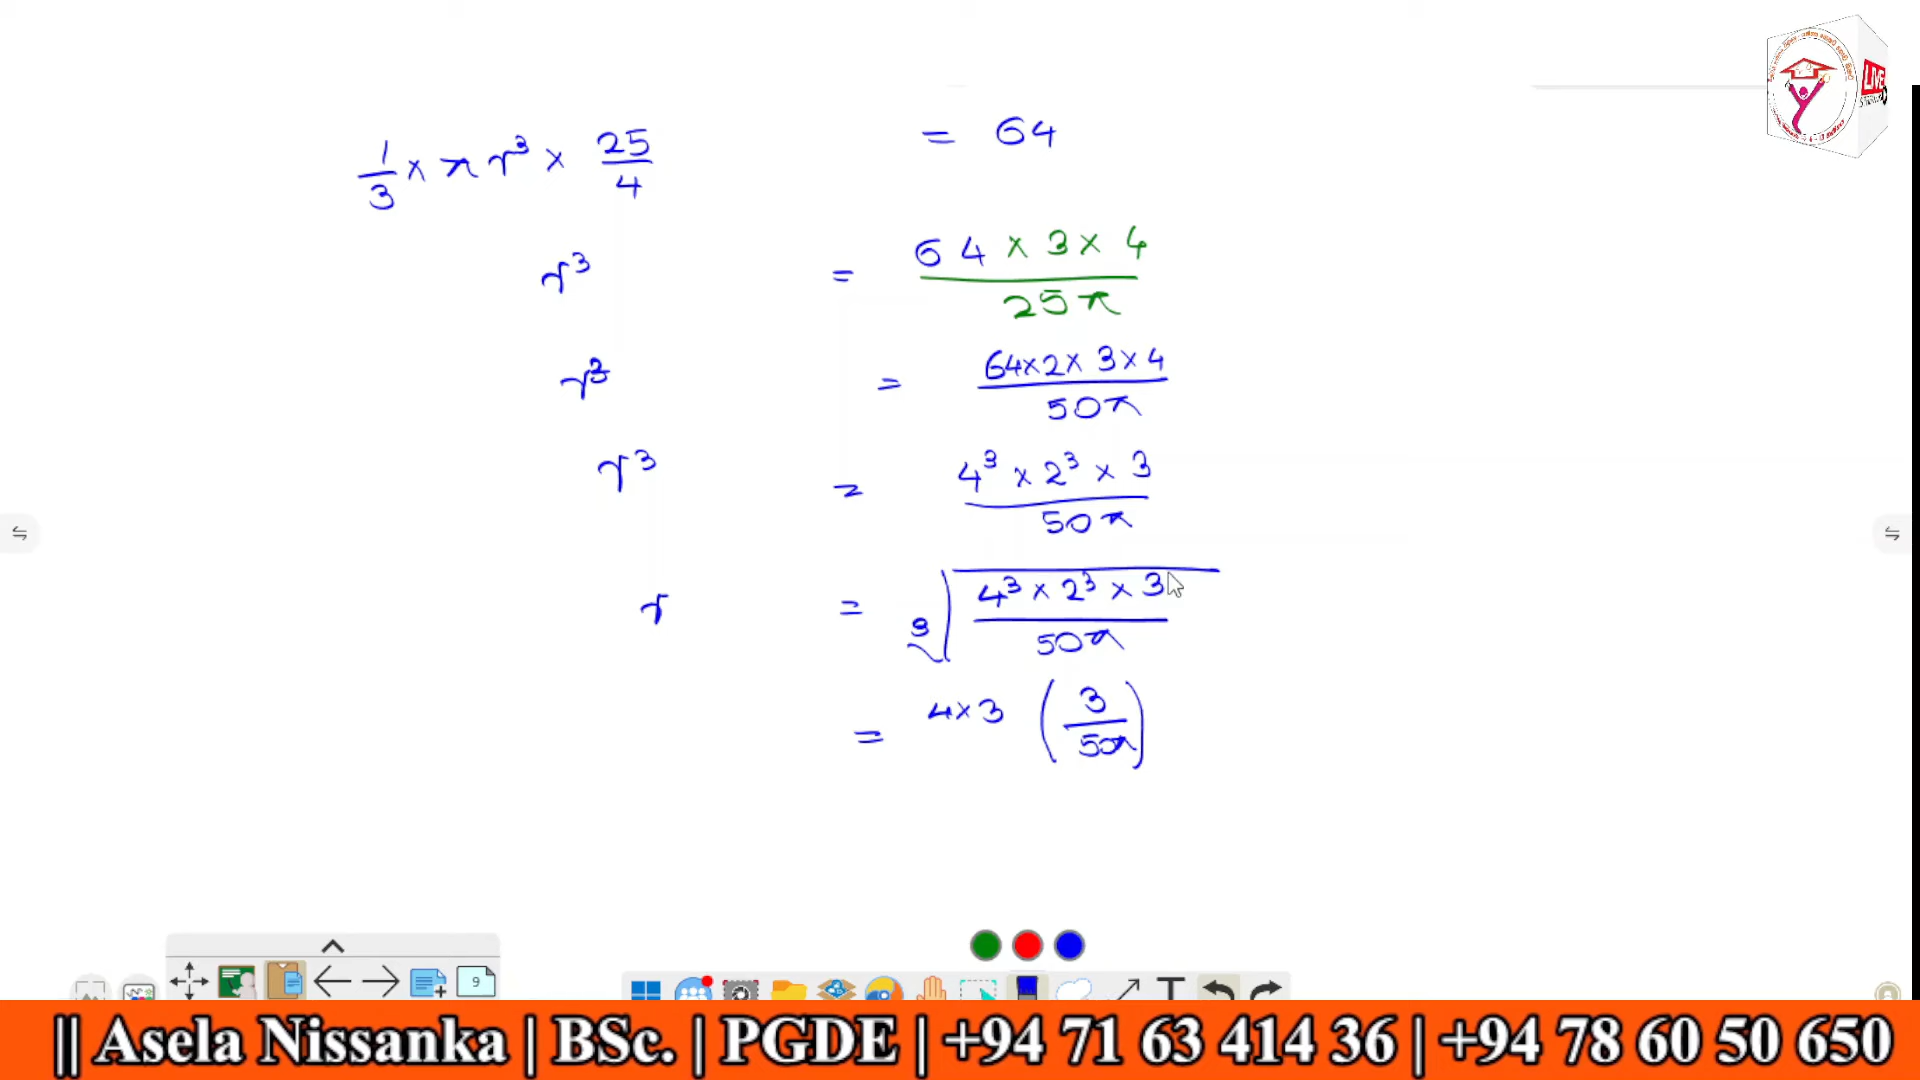 1/3 × π r³ × 25/4 = 64
r³ = 64 × 3 × 4 / 25π
r³ = 64×2× 3×4 / 50π
r³ = 4³ × 2³ × 3 / 50π
r = ∛(4³ × 2³ × 3 / 50π)
= 4×3 (3/50π)
LIVE
9
|| Asela Nissanka | BSc. | PGDE | +94 71 63 414 36 | +94 78 60 50 650